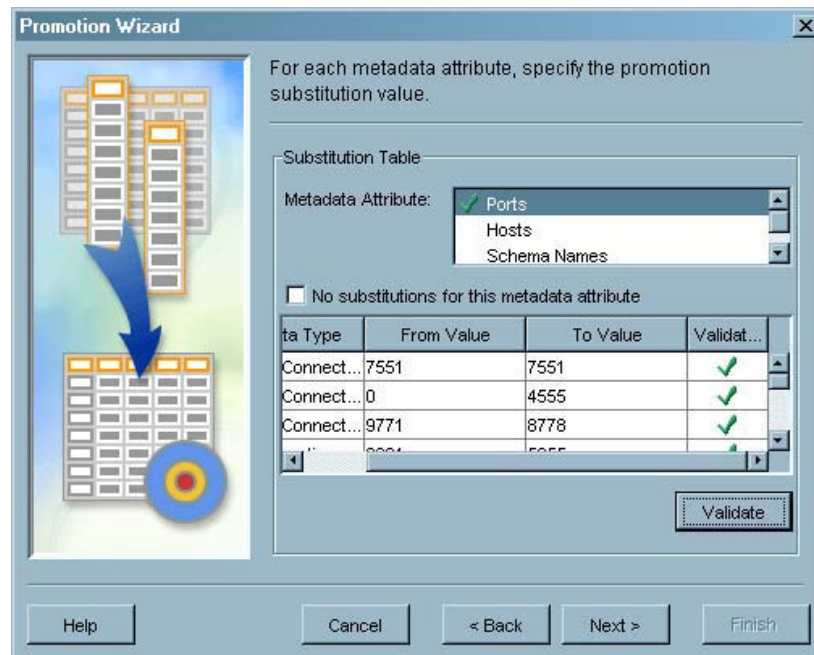 Promotion Wizard
For each metadata attribute, specify the promotion
substitution value.
Substitution Table
Metadata Attribute:
Ports
Hosts
Schema Names
No substitutions for this metadata attribute
ta Type From Value To Value Validat...
Connect... 7551 7551
Connect... 0 4555
Connect... 9771 8778
Validate
Help Cancel < Back Next > Finish